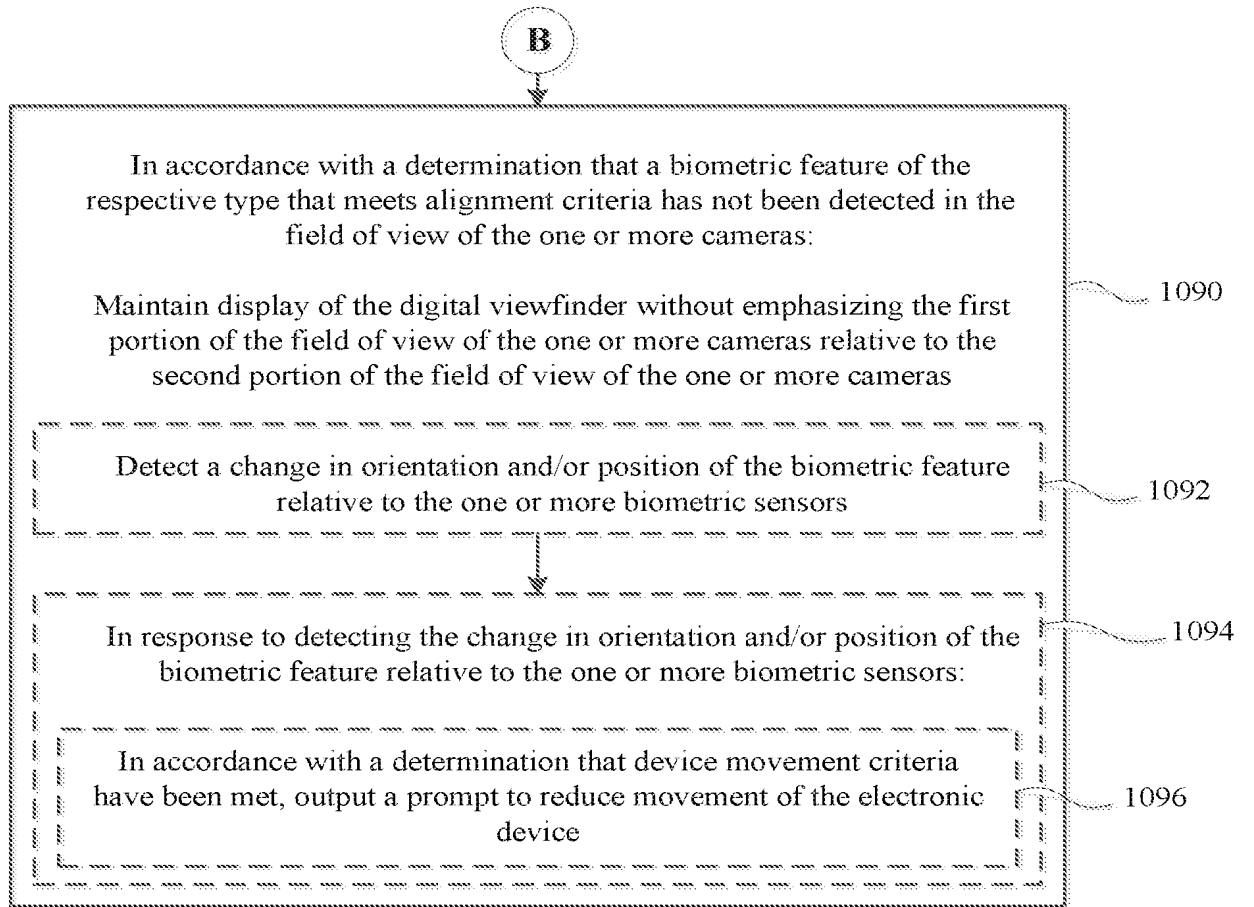 B
In accordance with a determination that a biometric feature of the
respective type that meets alignment criteria has not been detected in the
field of view of the one or more cameras:
Maintain display of the digital viewfinder without emphasizing the first
portion of the field of view of the one or more cameras relative to the
second portion of the field of view of the one or more cameras
1090
Detect a change in orientation and/or position of the biometric feature
relative to the one or more biometric sensors
1092
In response to detecting the change in orientation and/or position of the
biometric feature relative to the one or more biometric sensors:
1094
In accordance with a determination that device movement criteria
have been met, output a prompt to reduce movement of the electronic
device
1096